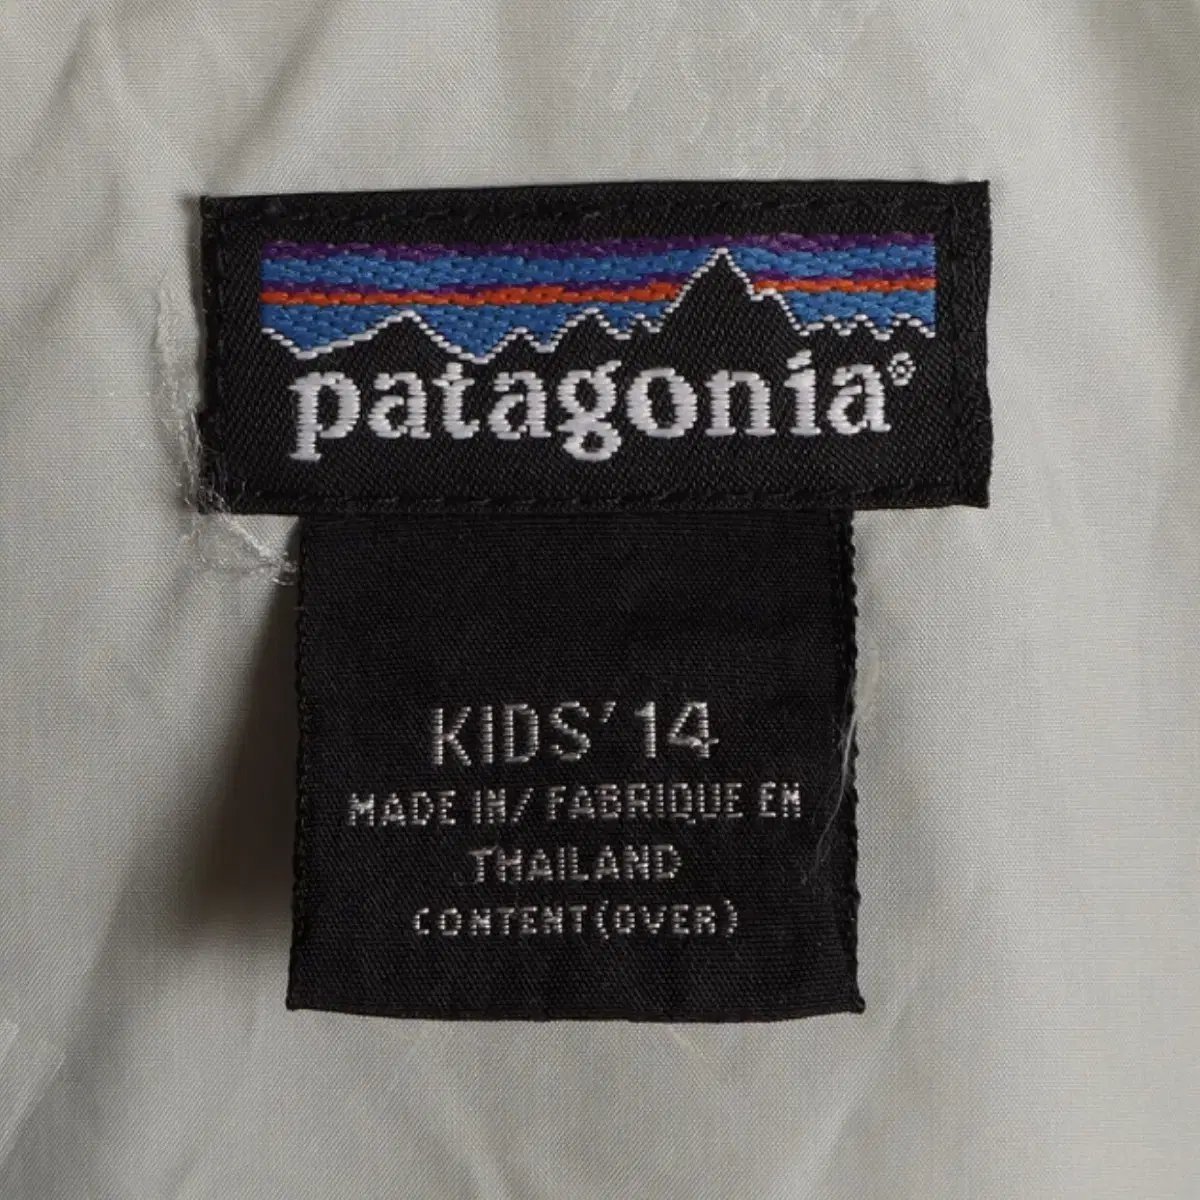 patagonia®
KIDS' 14
MADE IN/FABRIQUE EN
THAILAND
CONTENT(OVER)